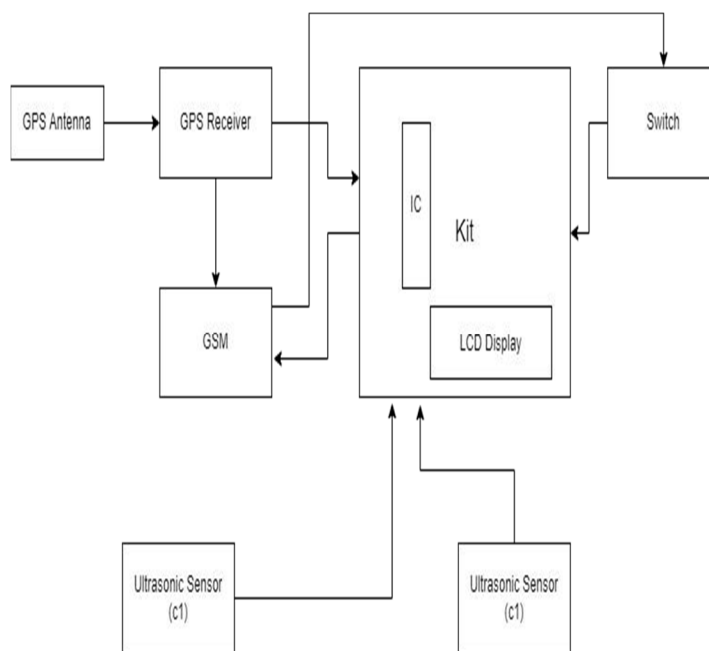 GPS Antenna
GPS Receiver
Switch
IC
Kit
GSM
LCD Display
Ultrasonic Sensor
(c1)
Ultrasonic Sensor
(c1)